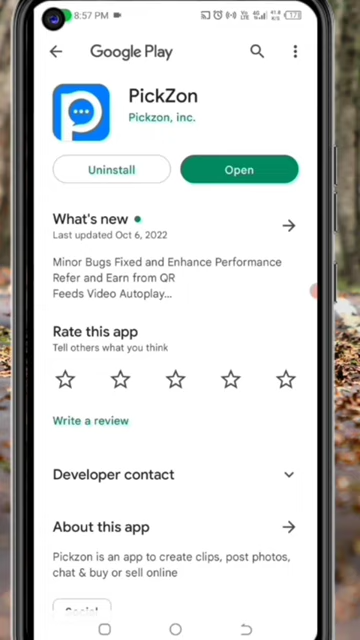 8:57 PM
Google Play
PickZon
Pickzon, inc.
Uninstall
Open
What's new
Last updated Oct 6, 2022
Minor Bugs Fixed and Enhance Performance
Refer and Earn from QR
Feeds Video Autoplay...
Rate this app
Tell others what you think
Write a review
Developer contact
About this app
Pickzon is an app to create clips, post photos,
chat & buy or sell online
Social